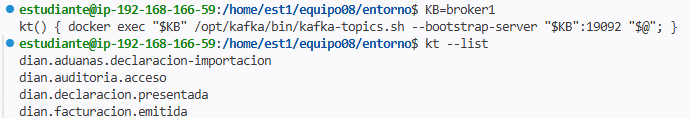 estudiante@ip-192-168-166-59:/home/est1/equipo08/entorno$ KB=broker1
kt() { docker exec "$KB" /opt/kafka/bin/kafka-topics.sh --bootstrap-server "$KB":19092 "$@"; }
estudiante@ip-192-168-166-59:/home/est1/equipo08/entorno$ kt --list
dian.aduanas.declaracion-importacion
dian.auditoria.acceso
dian.declaracion.presentada
dian.facturacion.emitida